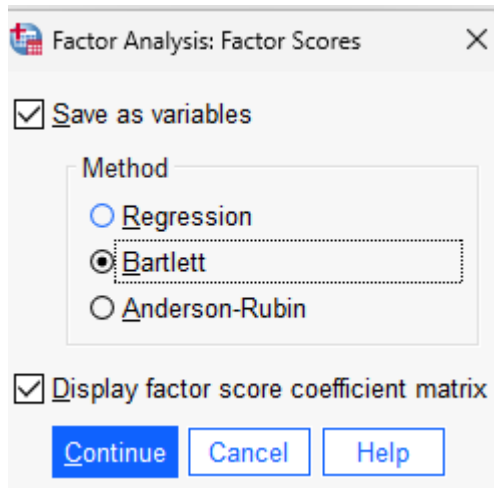 Factor Analysis: Factor Scores
Save as variables
Method
Regression
Bartlett
Anderson-Rubin
Display factor score coefficient matrix
Continue Cancel Help